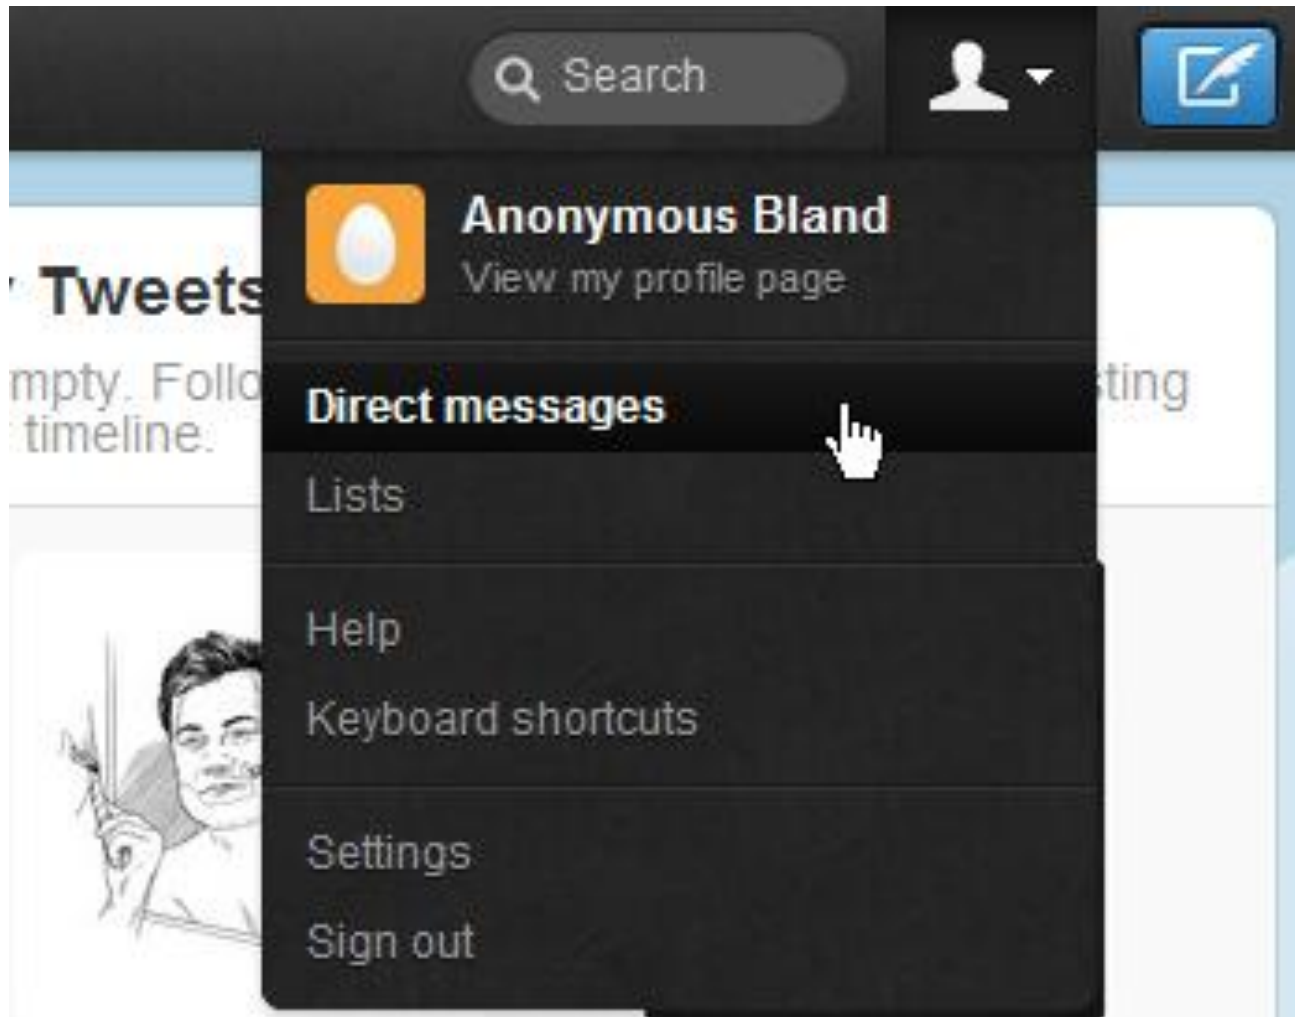 Search
Anonymous Bland
View my profile page
Tweets
mpty. Follo
sting
timeline.
Direct messages
Lists
Help
Keyboard shortcuts
Settings
Sign out